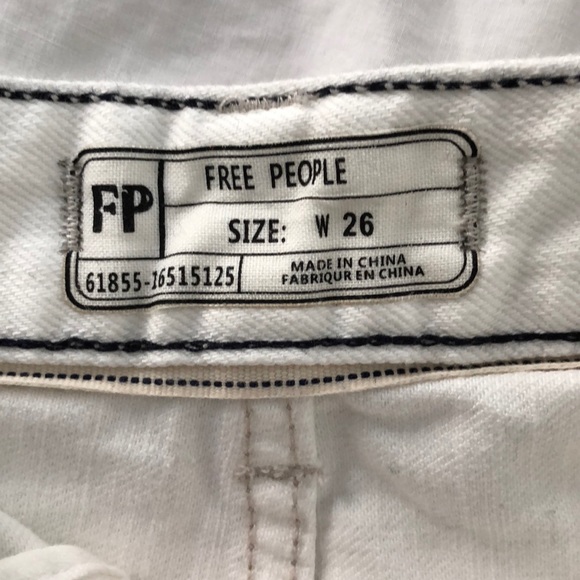 FP
FREE PEOPLE
SIZE: W 26
61855-16515125
MADE IN CHINA
FABRIQUR EN CHINA